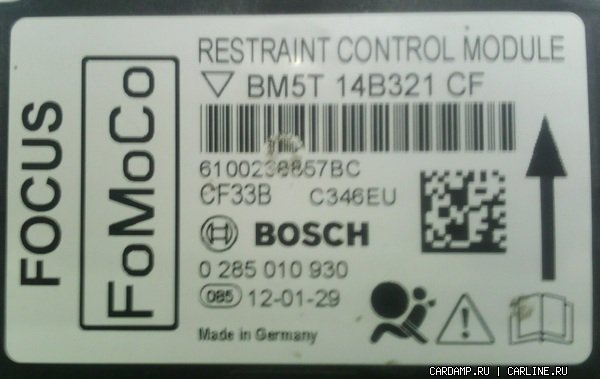 FOCUS
FoMoCo
RESTRAINT CONTROL MODULE
BM5T 14B321 CF
CF33B C346EU
BOSCH
0 285 010 930
085 12-01-29
Made in Germany
CARDAMP.RU | CARLINE.RU